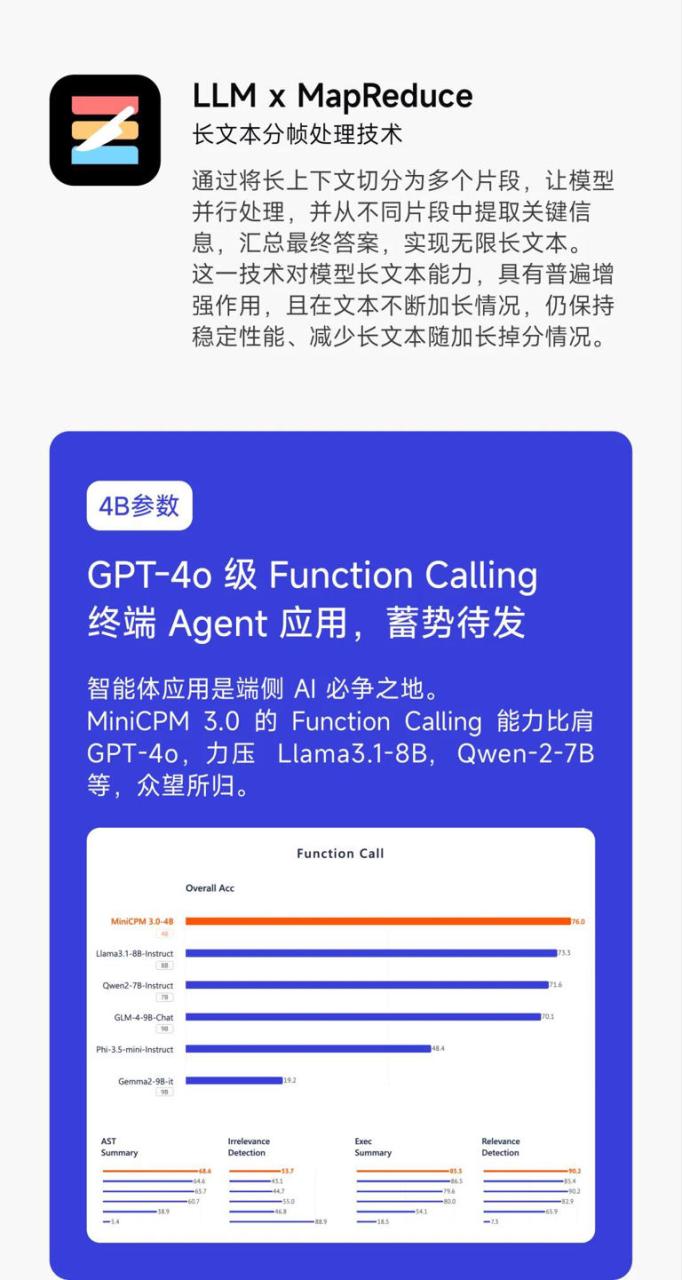 LLM x MapReduce
长文本分帧处理技术
通过将长上下文切分为多个片段，让模型
并行处理，并从不同片段中提取关键信
息，汇总最终答案，实现无限长文本。
这一技术对模型长文本能力，具有普遍增
强作用，且在文本不断加长情况，仍保持
稳定性能、减少长文本随加长掉分情况。
4B参数
GPT-4o 级 Function Calling
终端 Agent 应用，蓄势待发
智能体应用是端侧 AI 必争之地。
MiniCPM 3.0 的 Function Calling 能力比肩
GPT-4o，力压 Llama3.1-8B，Qwen-2-7B
等，众望所归。
Function Call
Overall Acc
MiniCPM 3.0-4B 76.0
4B
Llama3.1-8B-Instruct 73.3
8B
Qwen2-7B-Instruct 71.6
7B
GLM-4-9B-Chat 70.1
9B
Phi-3.5-mini-Instruct 48.4
Gemma2-9B-it 19.2
9B
AST
Summary
68.6
64.6
65.7
60.7
38.9
5.4
Irrelevance
Detection
53.7
43.1
44.7
55.0
46.8
88.9
Exec
Summary
85.5
86.5
79.6
80.0
54.1
18.5
Relevance
Detection
90.2
85.4
90.2
82.9
65.9
7.3